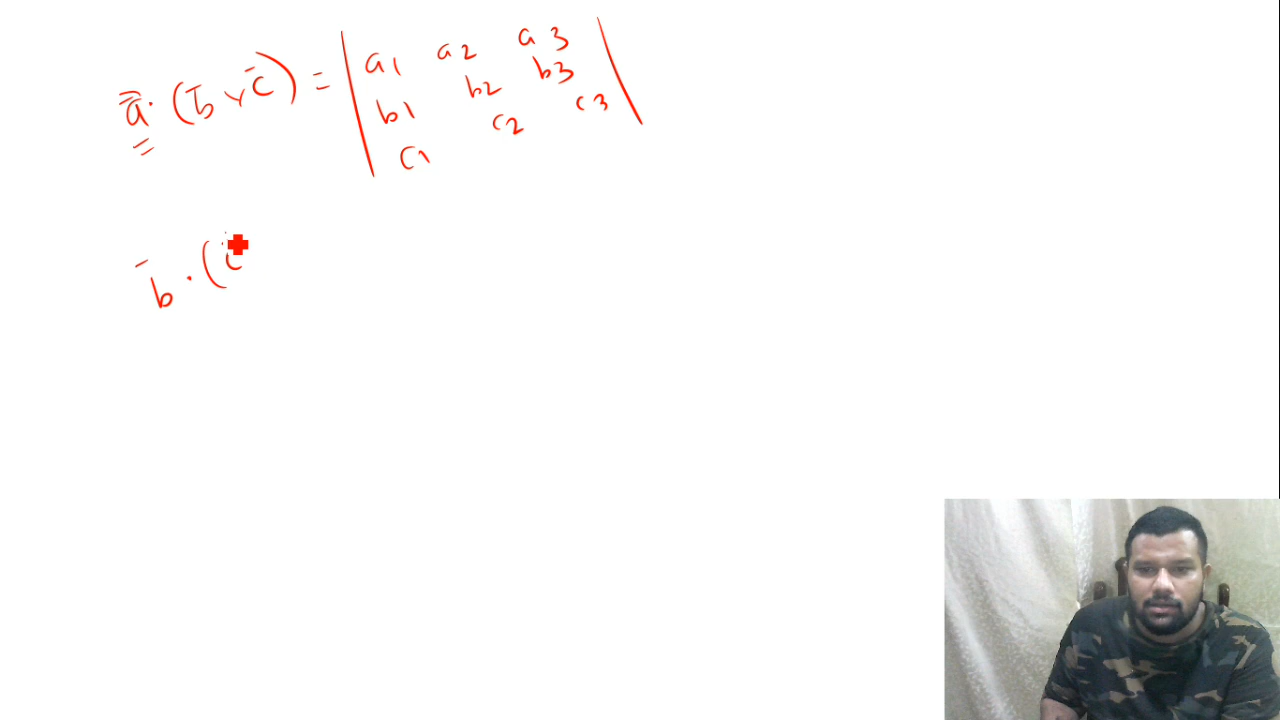 a̅ · (b̅ × c̅) = | a1 a2 a3
b1 b2 b3
c1 c2 c3 |
b̅ · (c̅